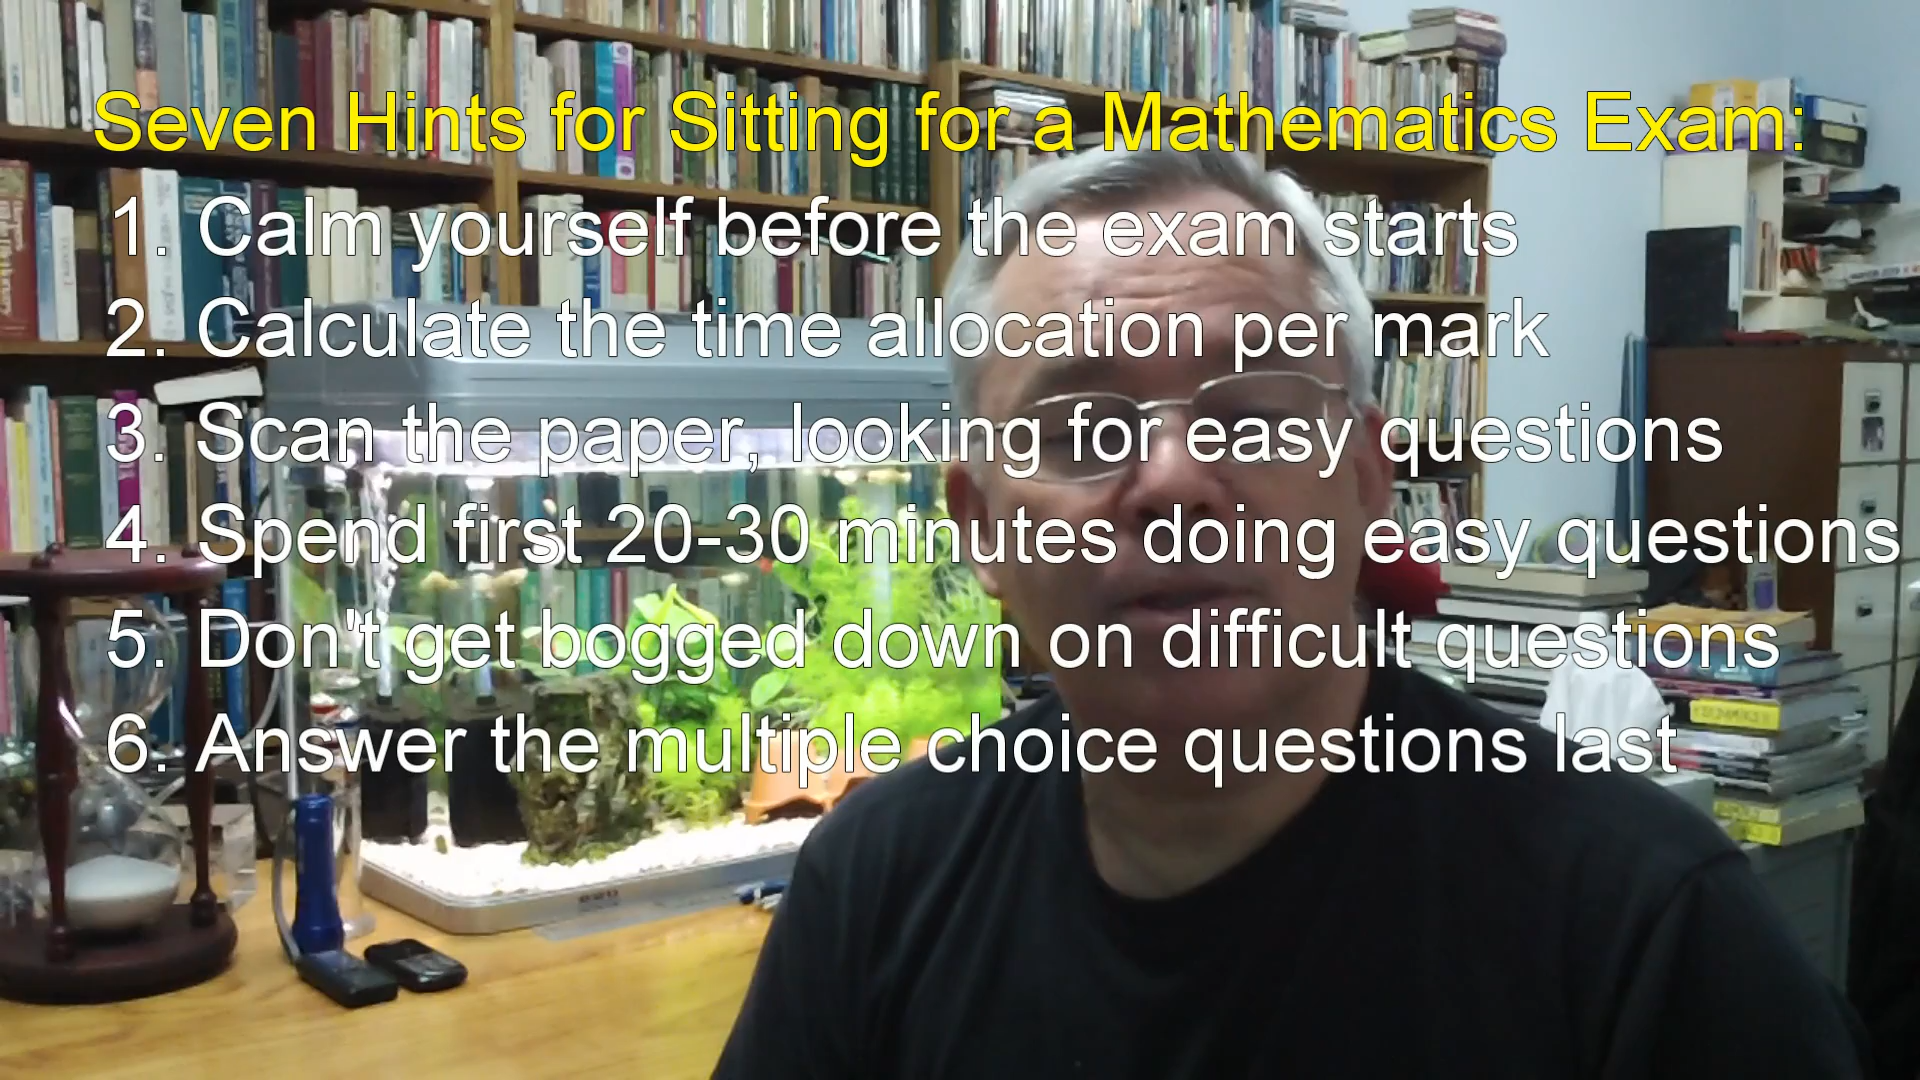 Seven Hints for Sitting for a Mathematics Exam:
1. Calm yourself before the exam starts
2. Calculate the time allocation per mark
3. Scan the paper, looking for easy questions
4. Spend first 20-30 minutes doing easy questions
5. Don't get bogged down on difficult questions
6. Answer the multiple choice questions last